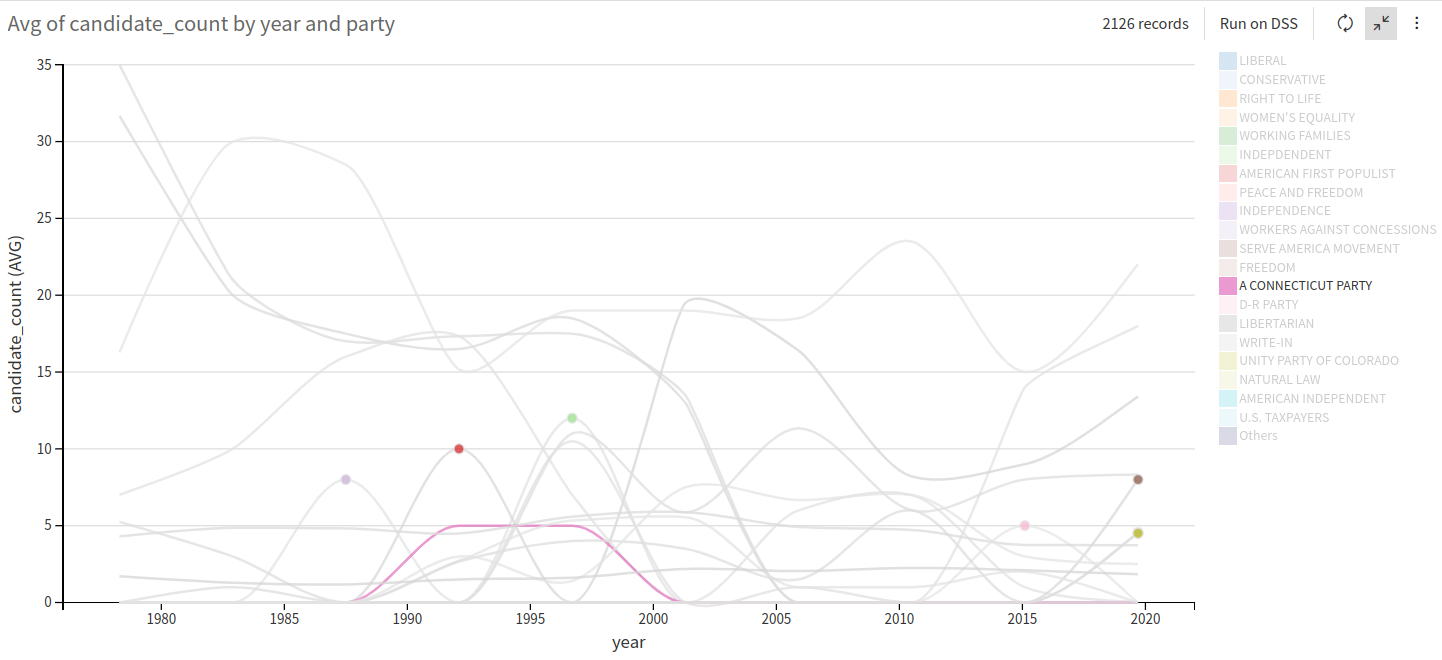 Avg of candidate_count by year and party
2126 records
Run on DSS
candidate_count (AVG)
35
30
25
20
15
10
5
0
1980
1985
1990
1995
2000
2005
2010
2015
2020
year
LIBERAL
CONSERVATIVE
RIGHT TO LIFE
WOMEN'S EQUALITY
WORKING FAMILIES
INDEPDENDENT
AMERICAN FIRST POPULIST
PEACE AND FREEDOM
INDEPENDENCE
WORKERS AGAINST CONCESSIONS
SERVE AMERICA MOVEMENT
FREEDOM
A CONNECTICUT PARTY
D-R PARTY
LIBERTARIAN
WRITE-IN
UNITY PARTY OF COLORADO
NATURAL LAW
AMERICAN INDEPENDENT
U.S. TAXPAYERS
Others